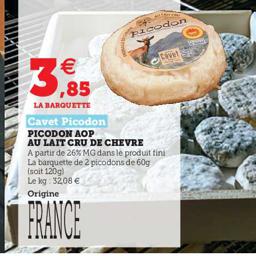 Picodon
Cavet
3€,85
LA BARQUETTE
Cavet Picodon
PICODON AOP
AU LAIT CRU DE CHEVRE
A partir de 26% MG dans le produit fini
La barquette de 2 picodons de 60g
(soit 120g)
Le kg : 32,08 €
Origine
FRANCE